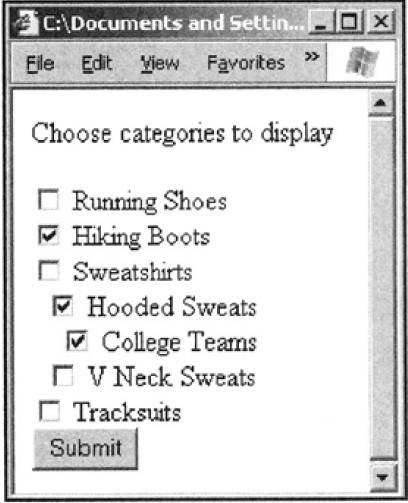 C:\Documents and Settin...
File Edit View Favorites »
Choose categories to display
Running Shoes
Hiking Boots
Sweatshirts
Hooded Sweats
College Teams
V Neck Sweats
Tracksuits
Submit